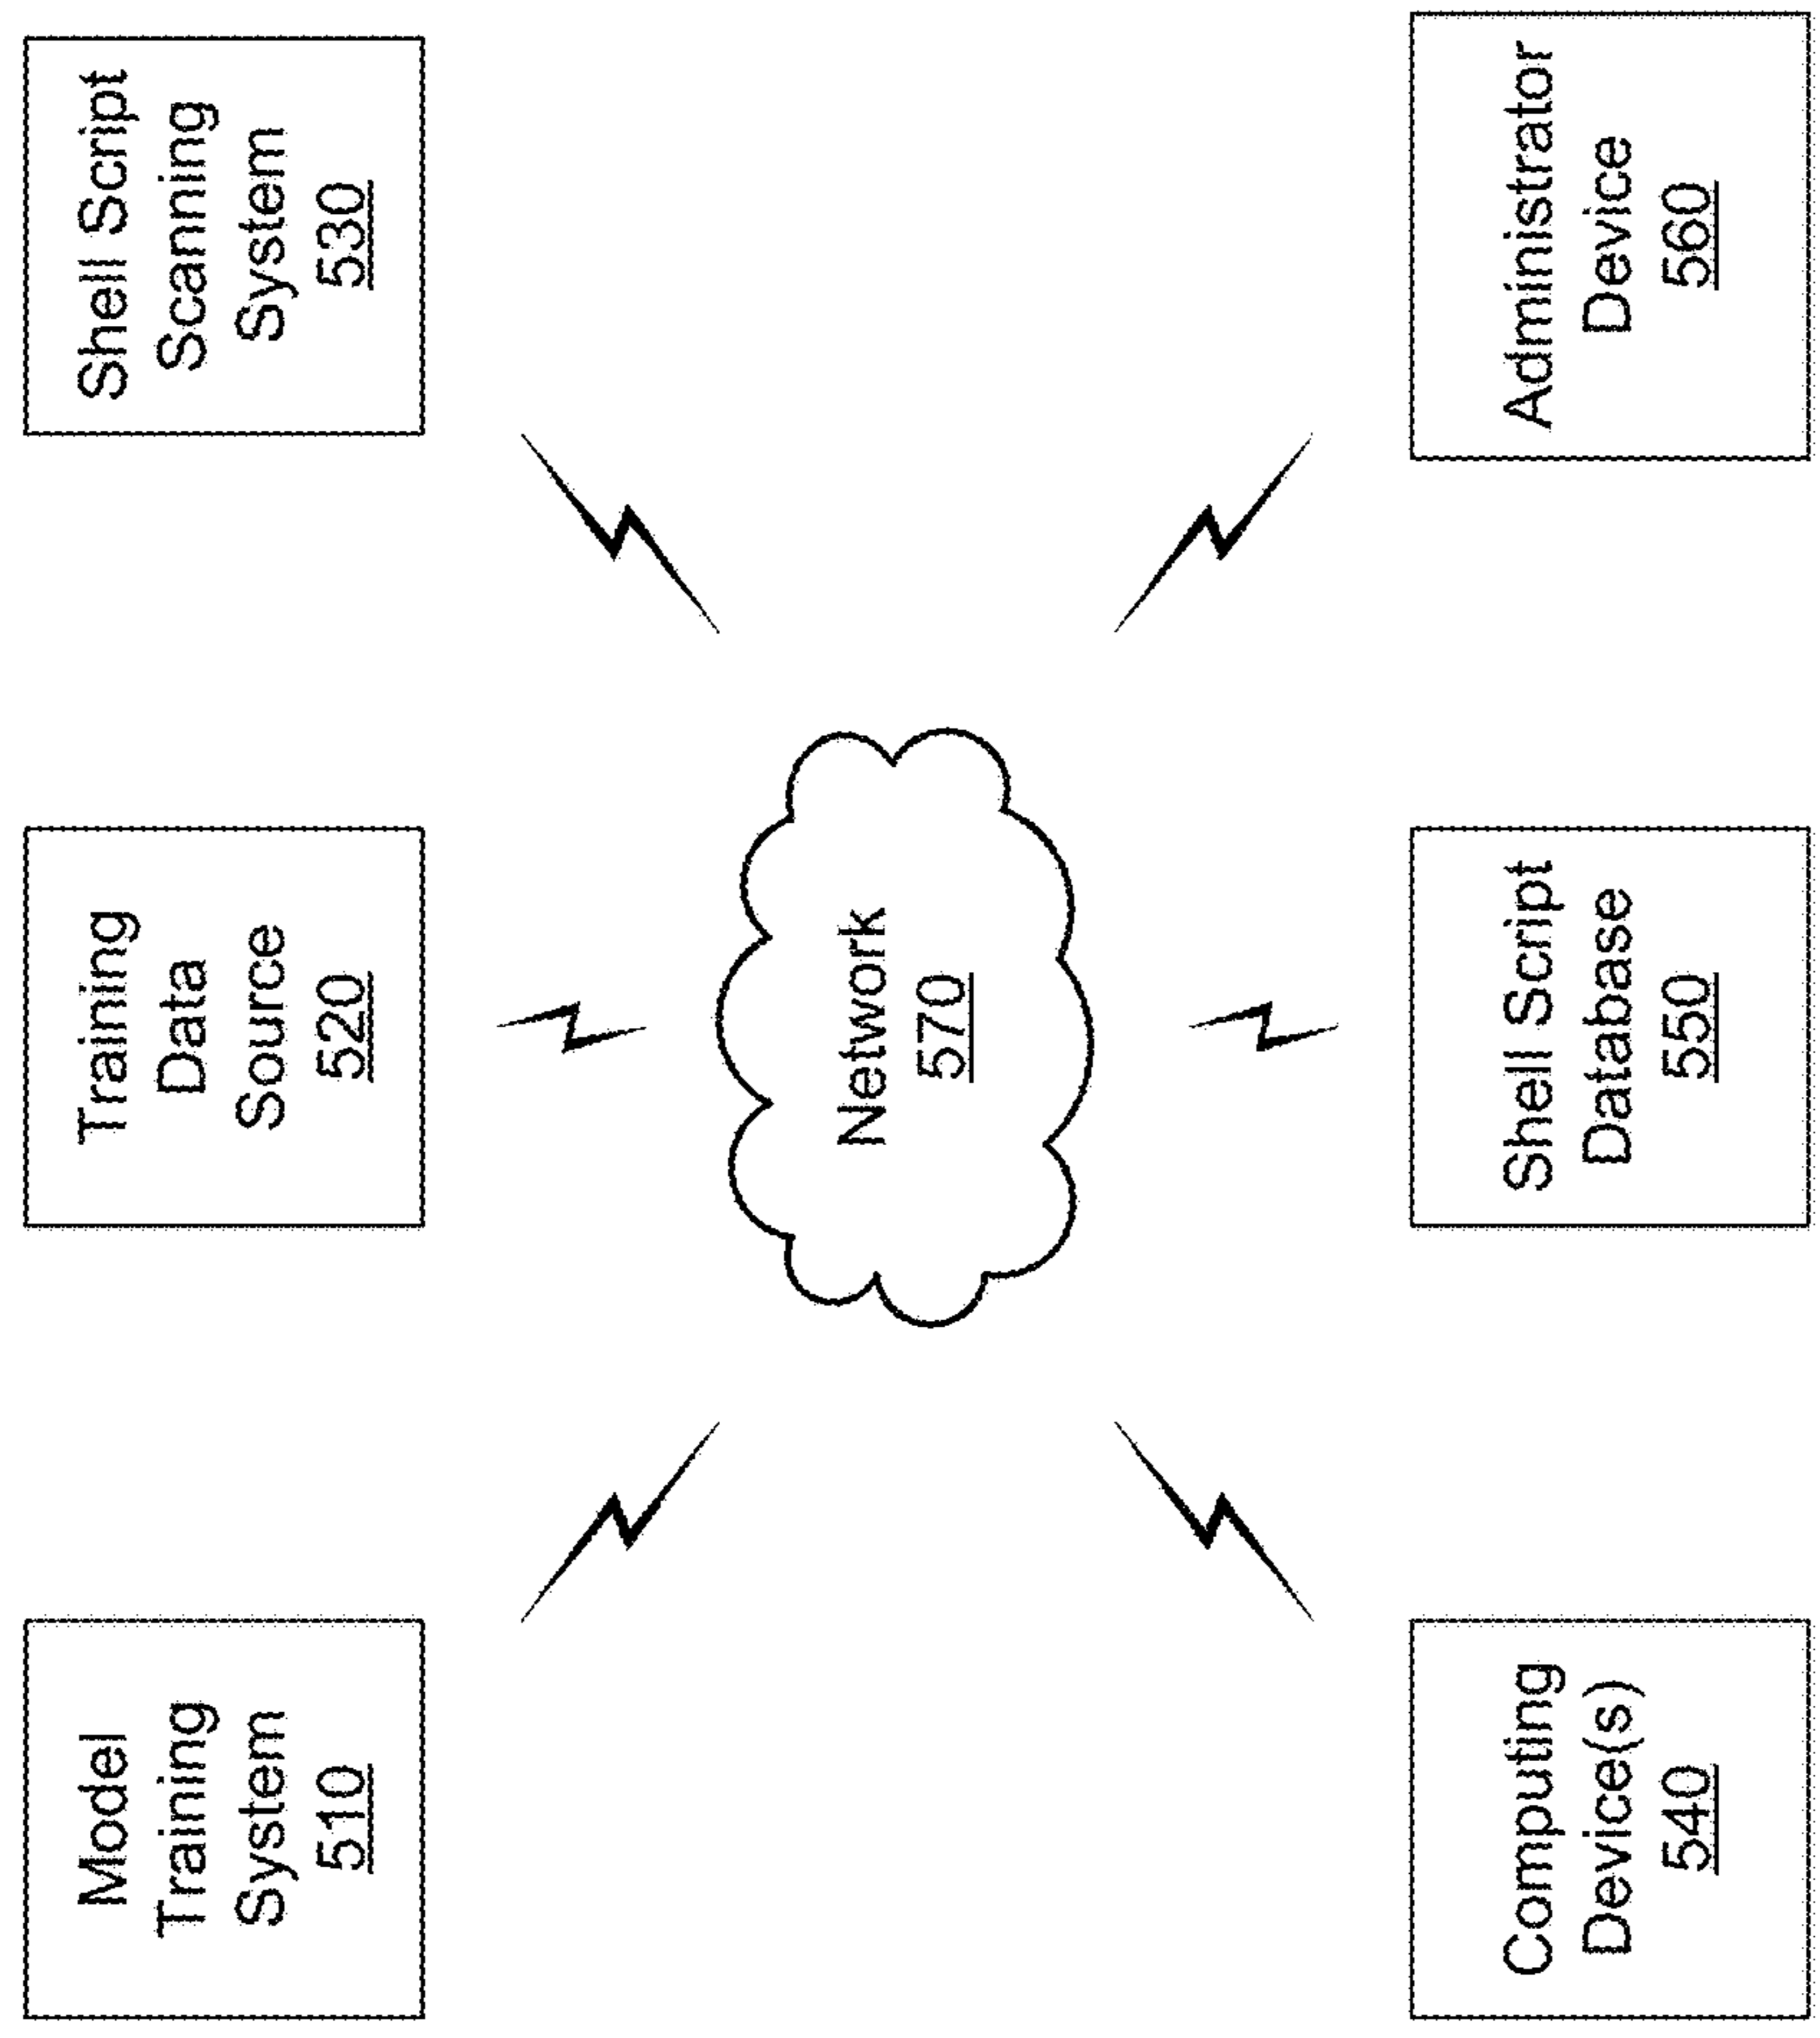 Model
Training
System
510
Training
Data
Source
520
Shell Script
Scanning
System
530
Network
570
Computing
Device(s)
540
Shell Script
Database
550
Administrator
Device
560